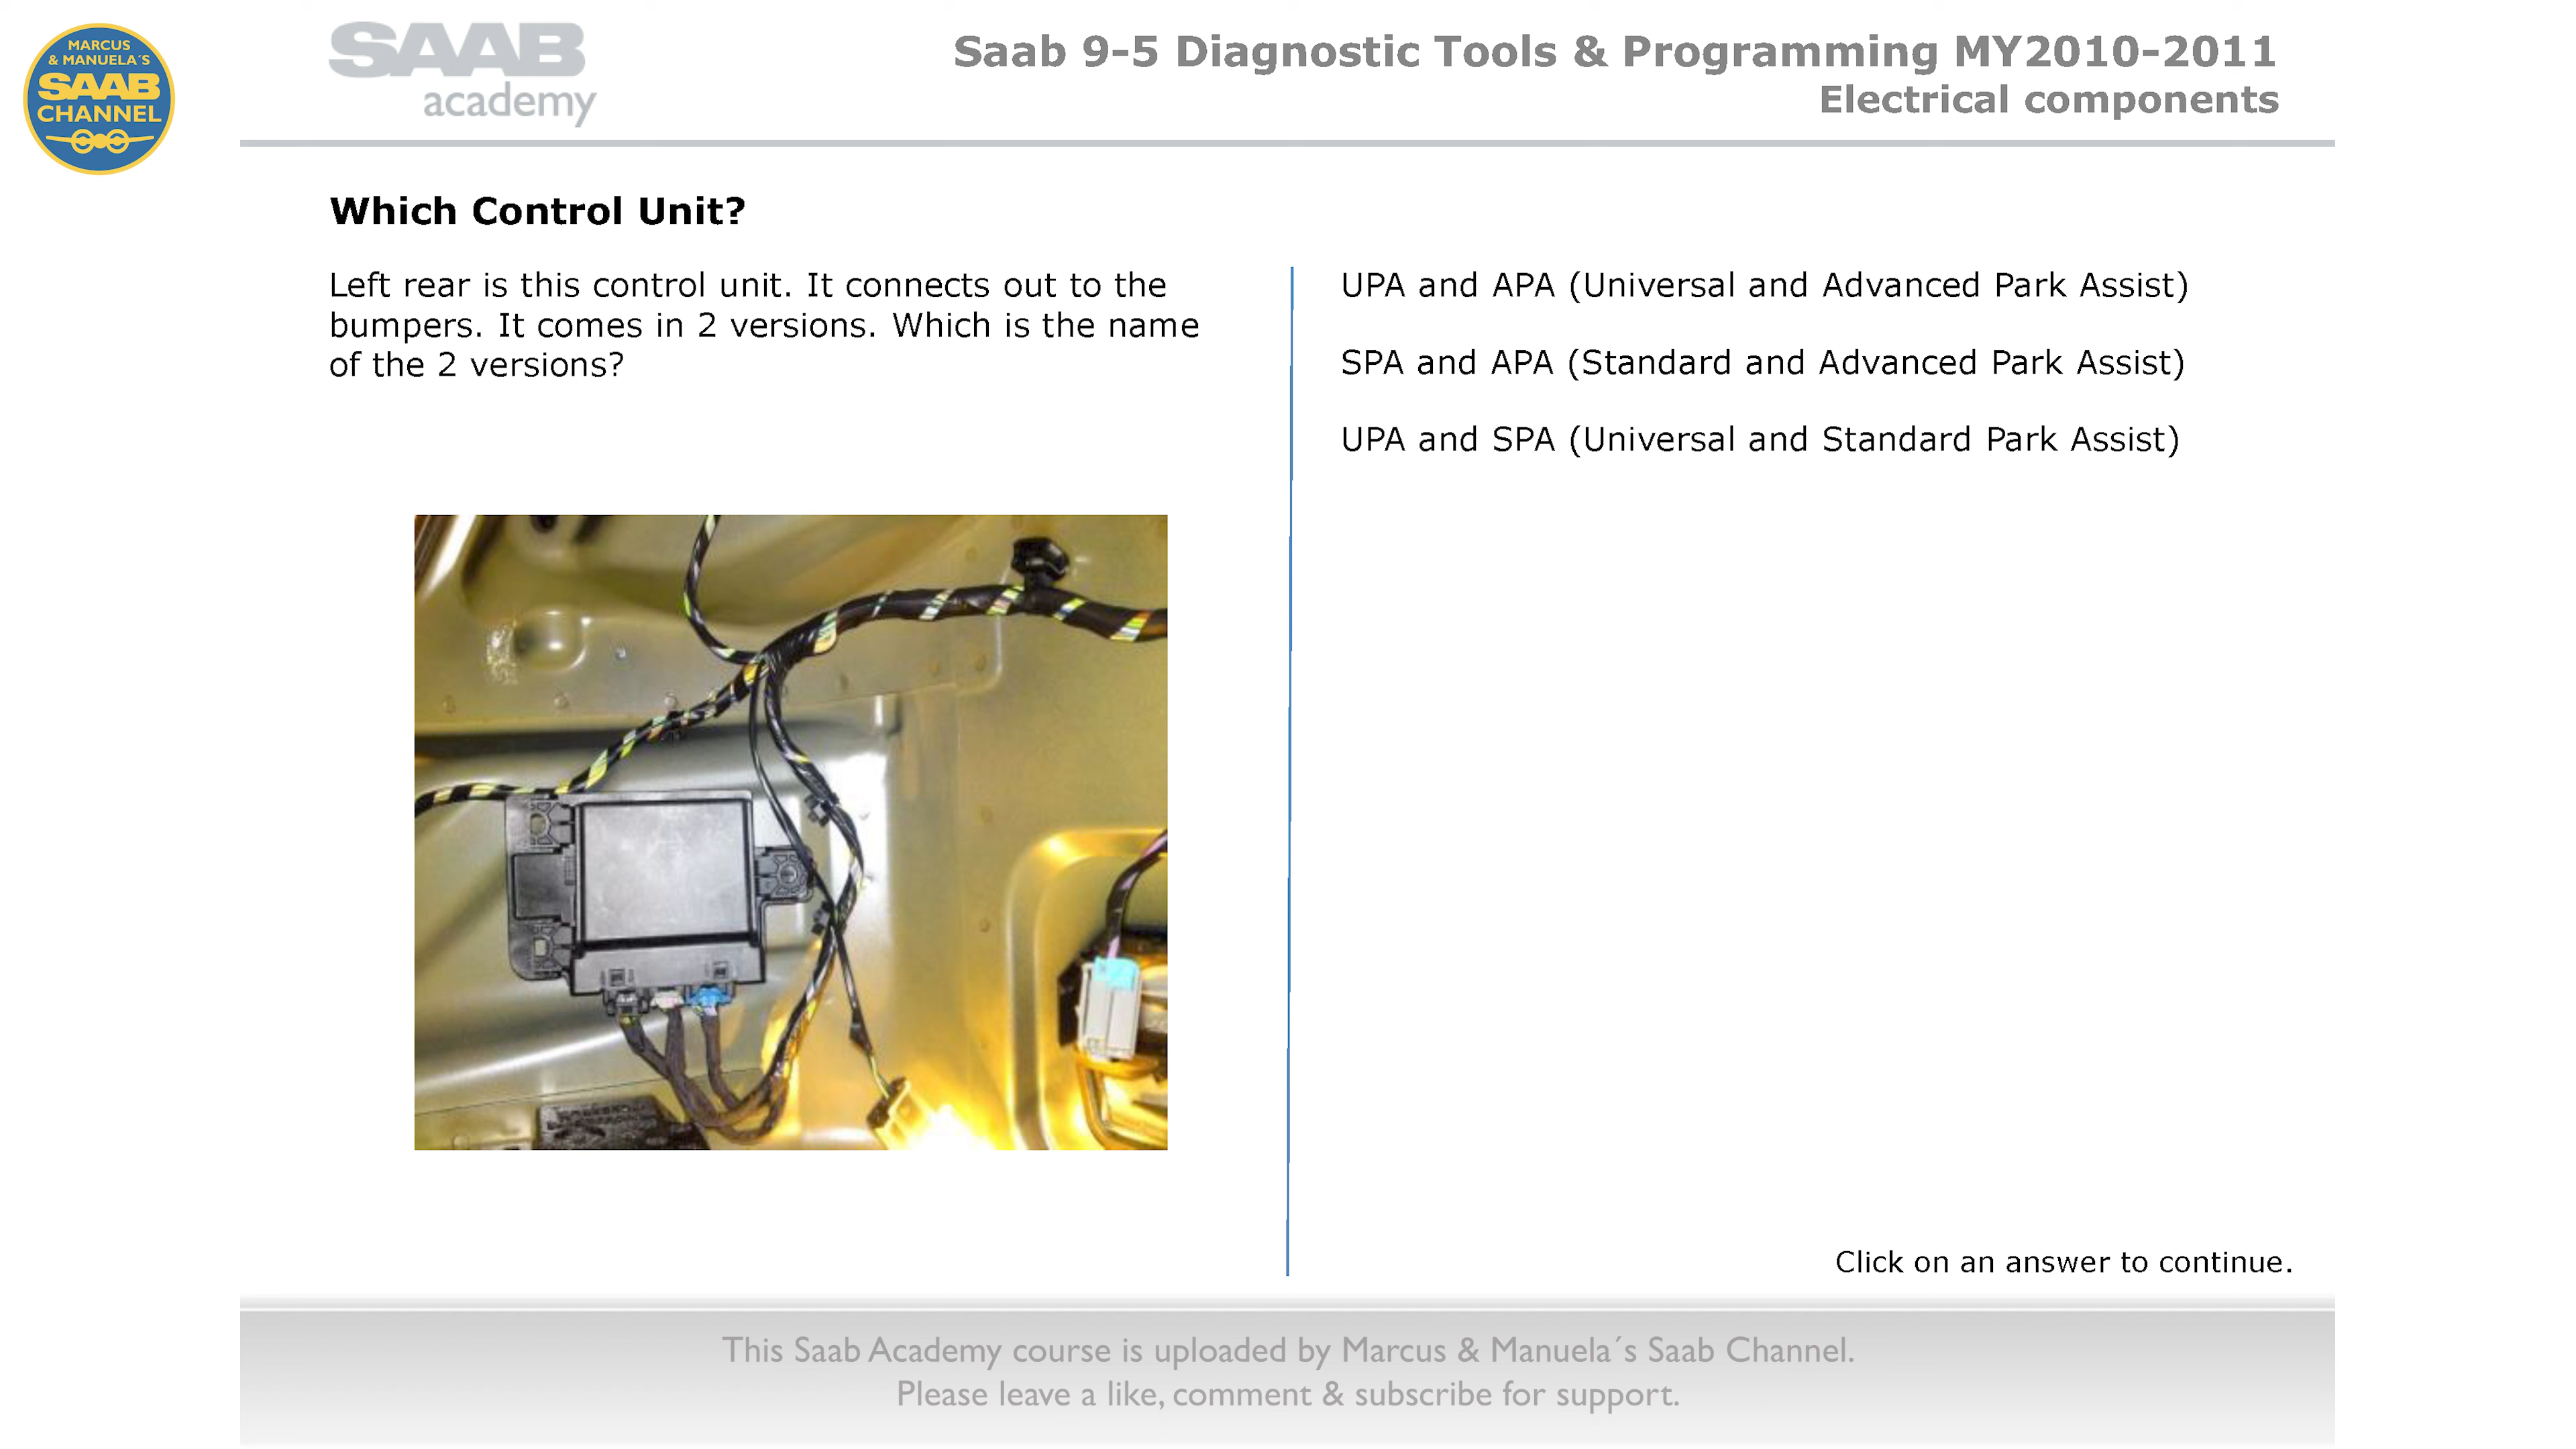 MARCUS
& MANUELA´S
SAAB
CHANNEL
SAAB
academy
Saab 9-5 Diagnostic Tools & Programming MY2010-2011
Electrical components
Which Control Unit?
Left rear is this control unit. It connects out to the
bumpers. It comes in 2 versions. Which is the name
of the 2 versions?
UPA and APA (Universal and Advanced Park Assist)
SPA and APA (Standard and Advanced Park Assist)
UPA and SPA (Universal and Standard Park Assist)
Click on an answer to continue.
This Saab Academy course is uploaded by Marcus & Manuela´s Saab Channel.
Please leave a like, comment & subscribe for support.